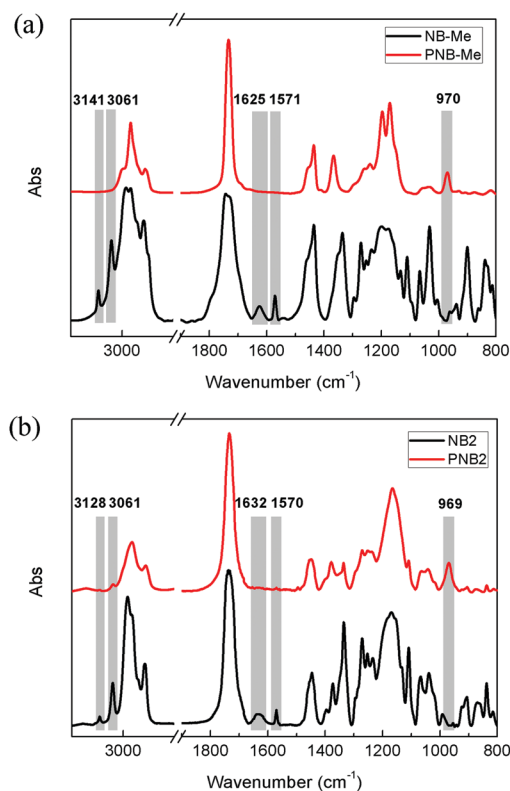 (a)
NB-Me
PNB-Me
3141 3061 1625 1571 970
Abs
3000 1800 1600 1400 1200 1000 800
Wavenumber (cm⁻¹)
(b)
NB2
PNB2
3128 3061 1632 1570 969
Abs
3000 1800 1600 1400 1200 1000 800
Wavenumber (cm⁻¹)